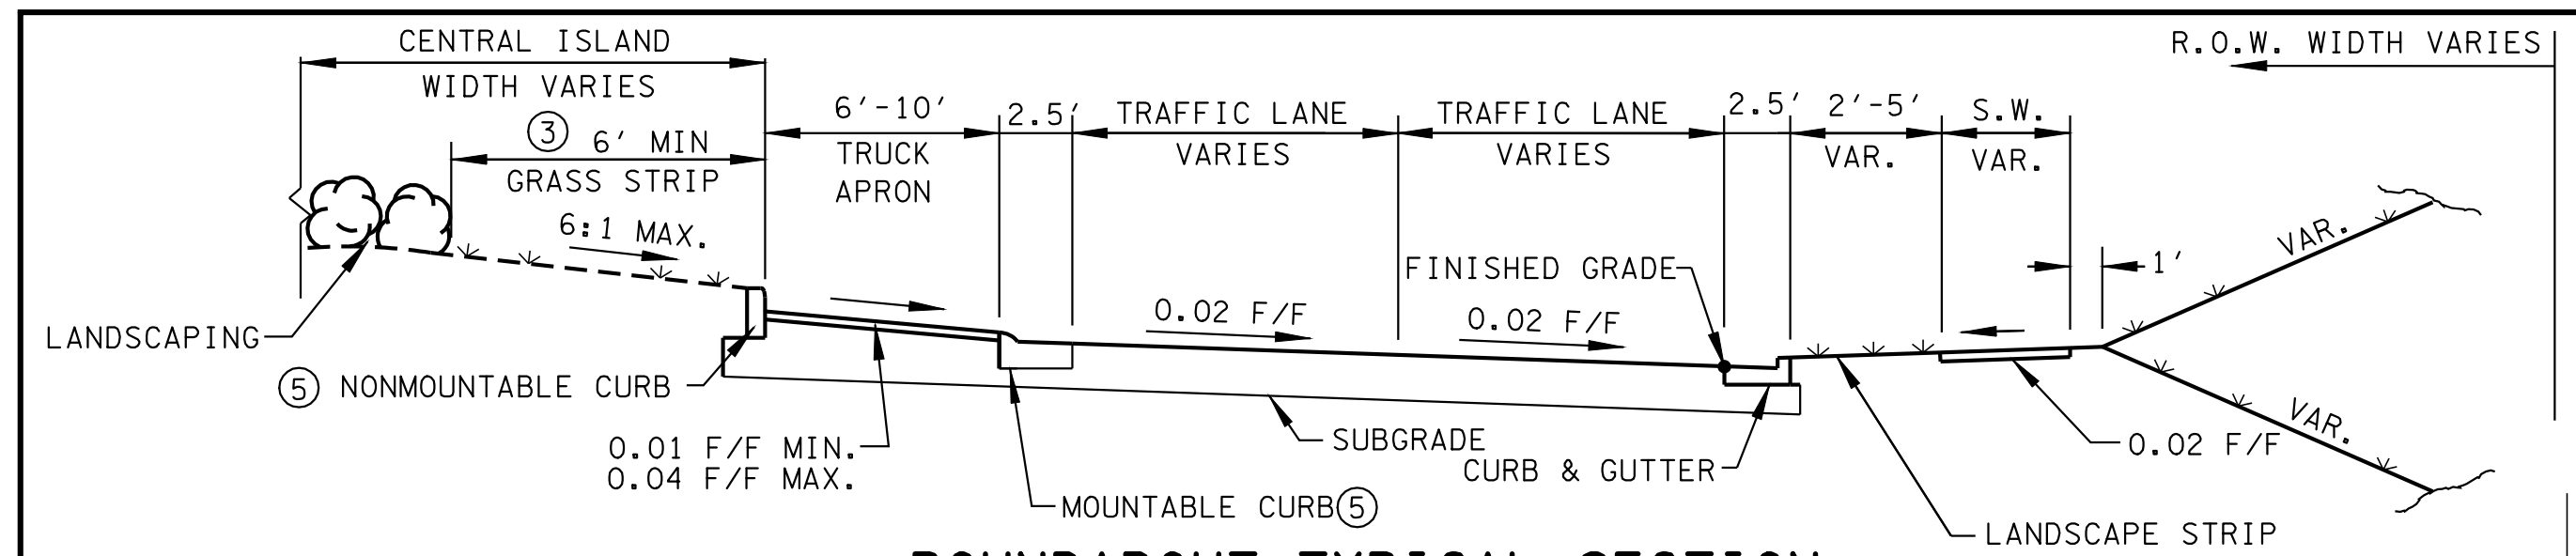 CENTRAL ISLAND
WIDTH VARIES
R.O.W. WIDTH VARIES
③ 6' MIN
GRASS STRIP
6:1 MAX.
6'-10'
TRUCK
APRON
2.5'
TRAFFIC LANE
VARIES
TRAFFIC LANE
VARIES
2.5'
2'-5'
VAR.
S.W.
VAR.
VAR.
1'
FINISHED GRADE
0.02 F/F
0.02 F/F
LANDSCAPING
⑤ NONMOUNTABLE CURB
0.01 F/F MIN.
0.04 F/F MAX.
SUBGRADE
CURB & GUTTER
VAR.
0.02 F/F
MOUNTABLE CURB ⑤
LANDSCAPE STRIP
ROUNDABOUT TYPICAL SECTION